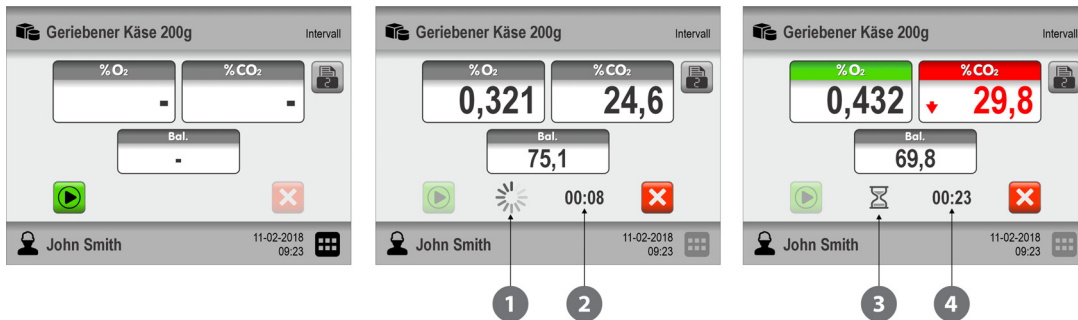 Geriebener Käse 200g Intervall
%O₂ %CO₂
- -
Bal.
-
John Smith 11-02-2018
09:23
Geriebener Käse 200g Intervall
%O₂ %CO₂
0,321 24,6
Bal.
75,1
00:08
John Smith 11-02-2018
09:23
1 2
Geriebener Käse 200g Intervall
%O₂ %CO₂
0,432 29,8
Bal.
69,8
00:23
John Smith 11-02-2018
09:23
3 4